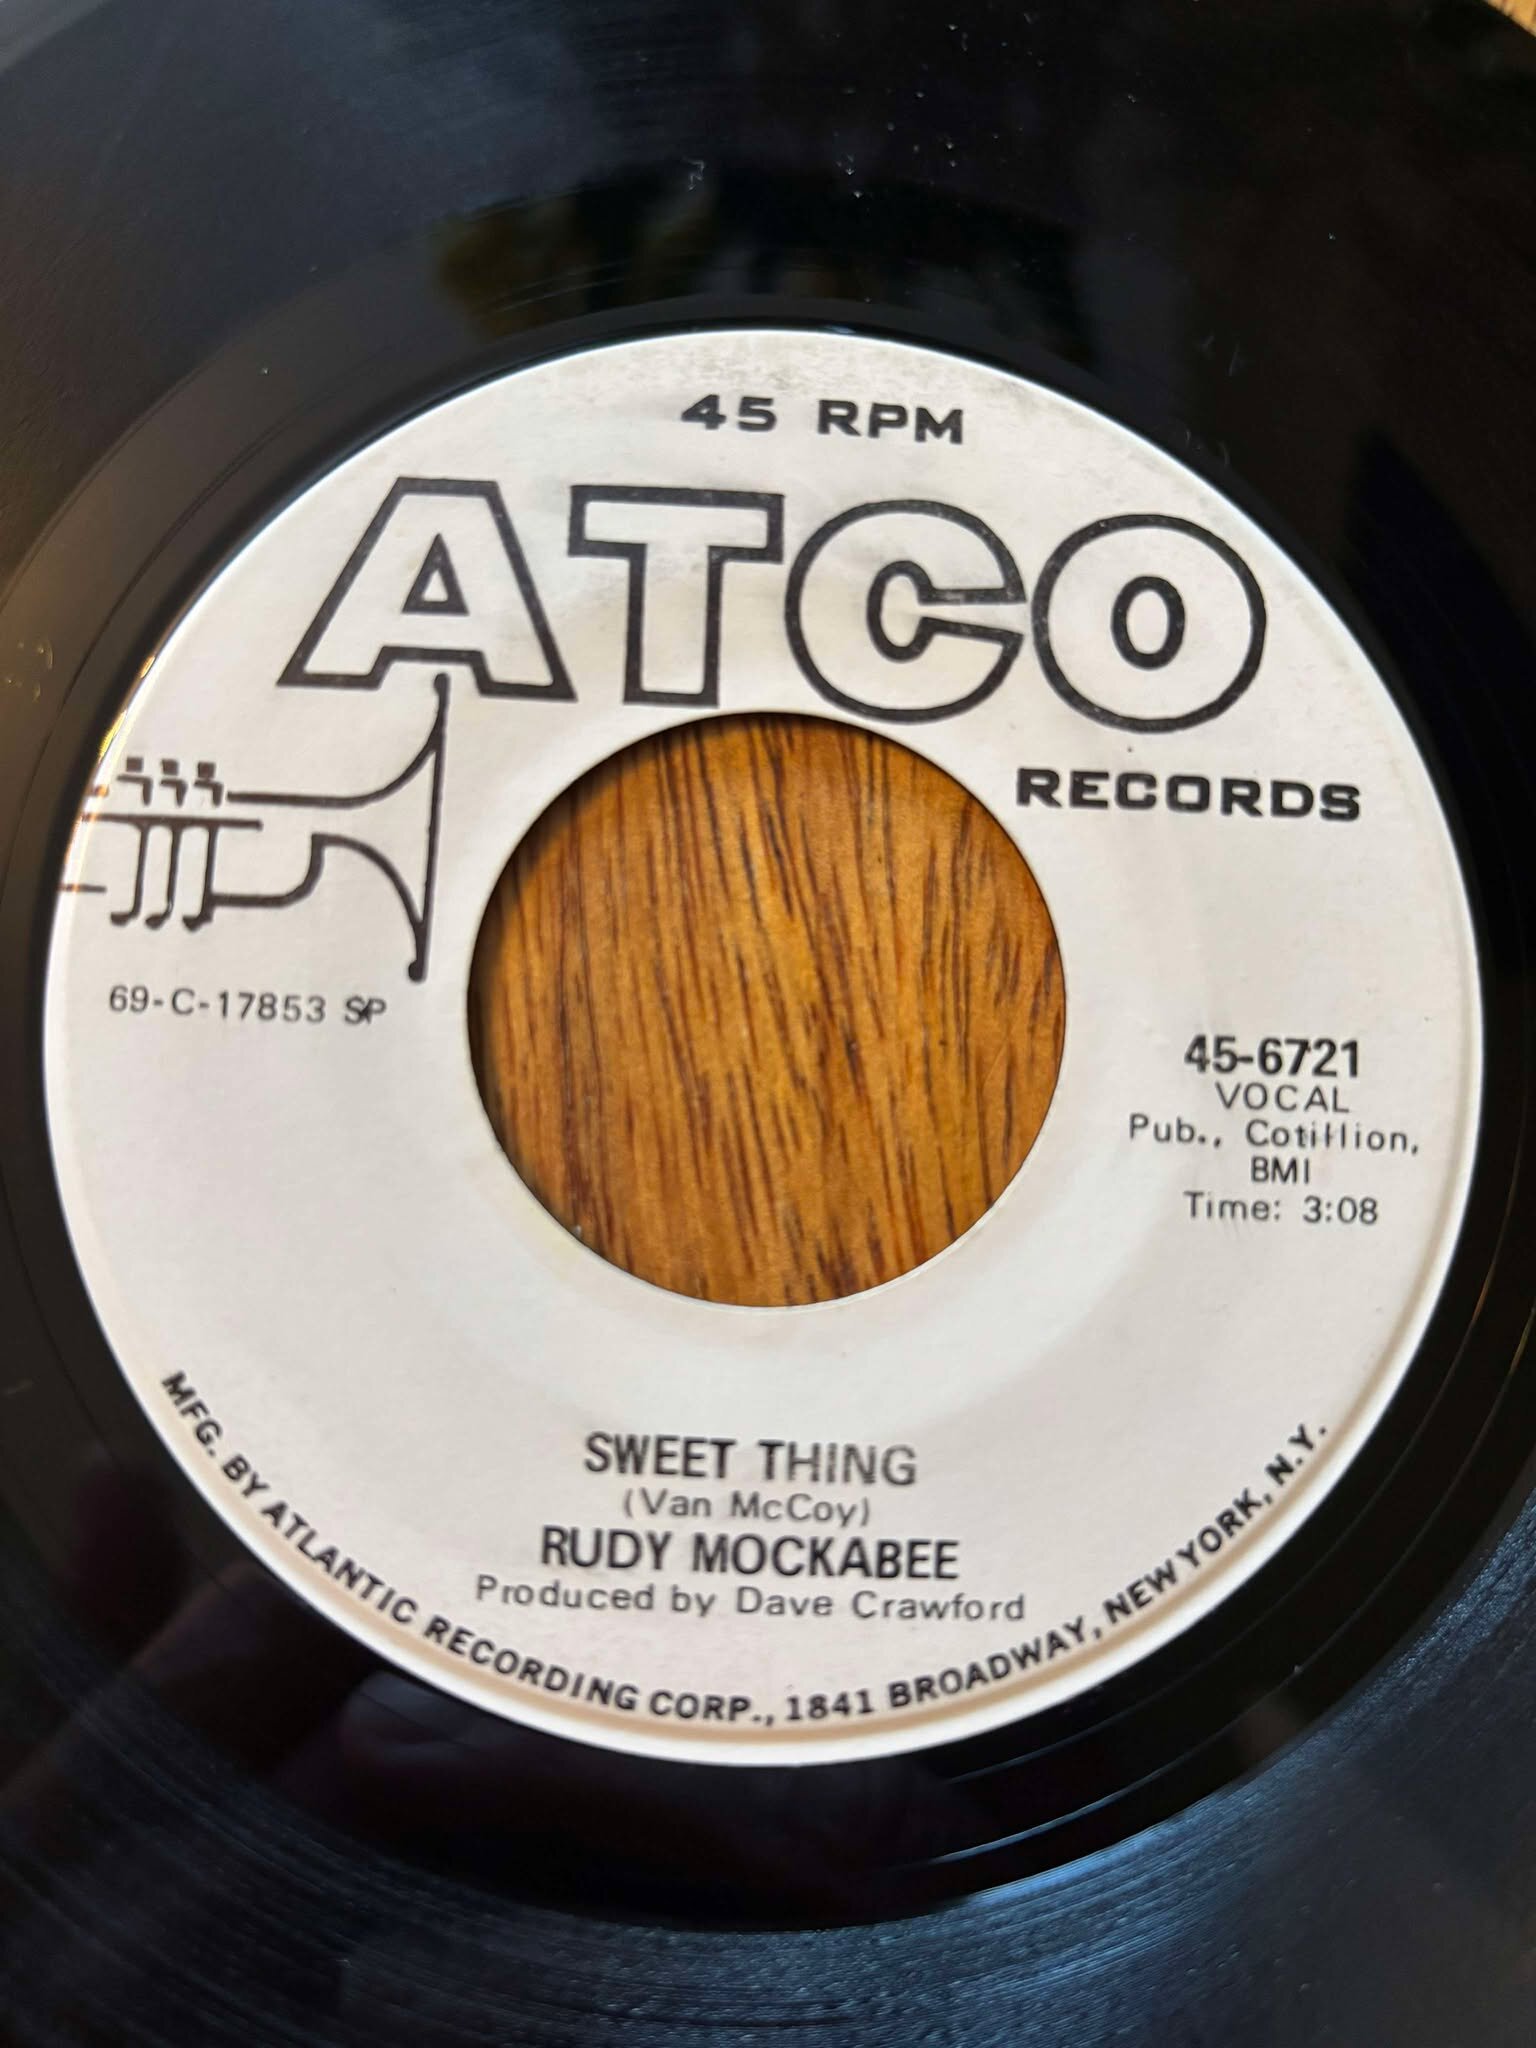 45 RPM
ATCO
RECORDS
69-C-17853 SP
45-6721
VOCAL
Pub., Cotillion,
BMI
Time: 3:08
SWEET THING
(Van McCoy)
RUDY MOCKABEE
Produced by Dave Crawford
MFG. BY ATLANTIC RECORDING CORP., 1841 BROADWAY, NEW YORK, N.Y.